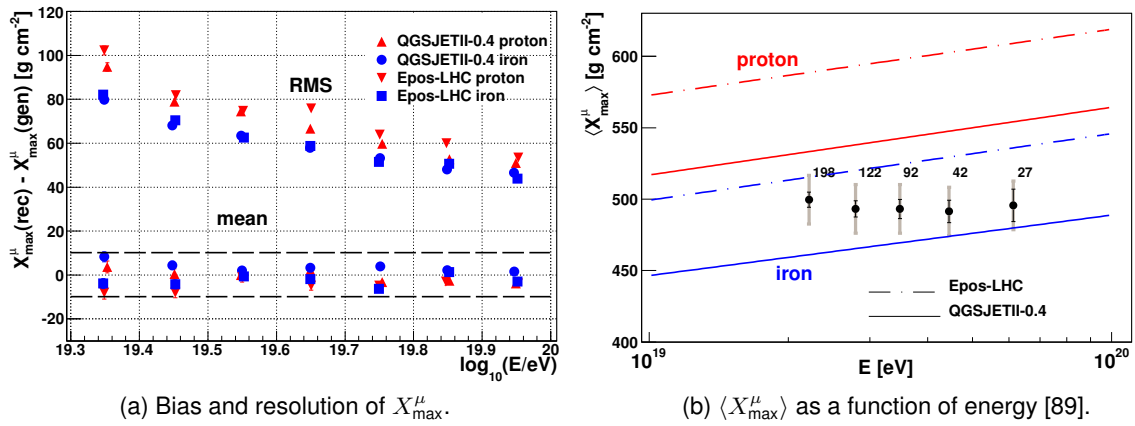 X^μ_max(rec) - X^μ_max(gen) [g cm^-2]
120
100
80
60
40
20
0
-20
QGSJETII-0.4 proton
QGSJETII-0.4 iron
Epos-LHC proton
Epos-LHC iron
RMS
mean
19.3 19.4 19.5 19.6 19.7 19.8 19.9 20
log_10(E/eV)
(a) Bias and resolution of X^μ_max.
⟨X^μ_max⟩ [g cm^-2]
600
550
500
450
400
proton
198 122 92 42 27
iron
Epos-LHC
QGSJETII-0.4
10^19 10^20
E [eV]
(b) ⟨X^μ_max⟩ as a function of energy [89].